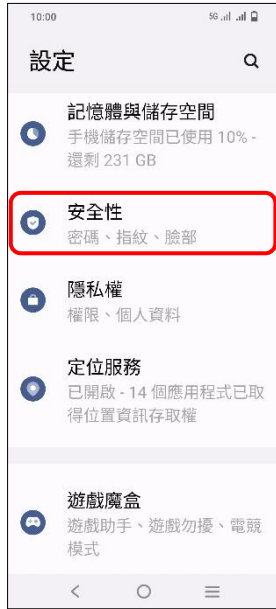 10:00 5G
設定
記憶體與儲存空間
手機儲存空間已使用 10% -
還剩 231 GB
安全性
密碼、指紋、臉部
隱私權
權限、個人資料
定位服務
已開啟 - 14 個應用程式已取
得位置資訊存取權
遊戲魔盒
遊戲助手、遊戲勿擾、電競
模式